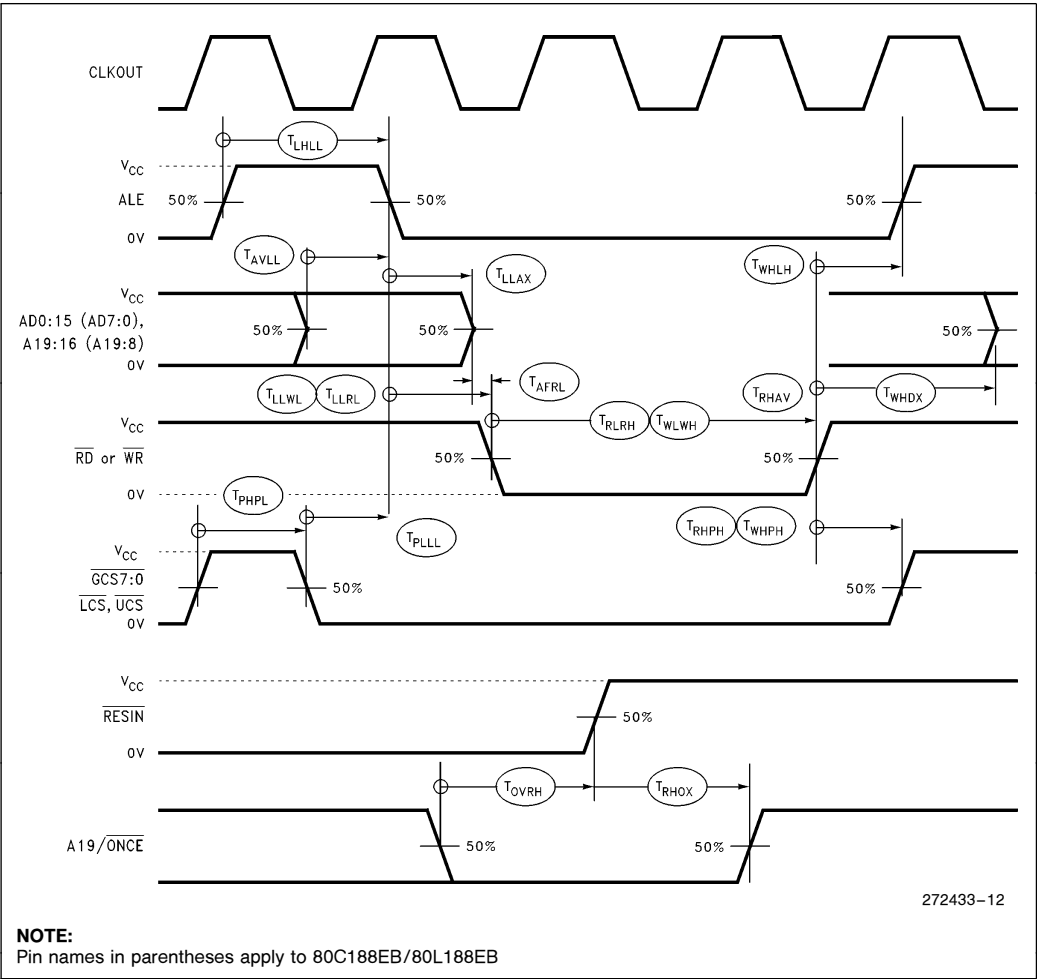 CLKOUT
TLHLL
VCC
ALE 50% 50% 50%
0V
TAVLL TWHLH
TLLAX
VCC
AD0:15 (AD7:0),
A19:16 (A19:8)
50% 50% 50%
0V
TAFRL
TLLWL TLLRL TRHAV TWHDX
VCC
TRLRH TWLWH
RD or WR 50% 50%
0V
TPHPL
TPLLL TRHPH TWHPH
VCC
GCS7:0
LCS, UCS
50% 50%
0V
VCC
RESIN 50%
0V
TOVRH TRHOX
A19/ONCE 50% 50%
272433–12
NOTE:
Pin names in parentheses apply to 80C188EB/80L188EB